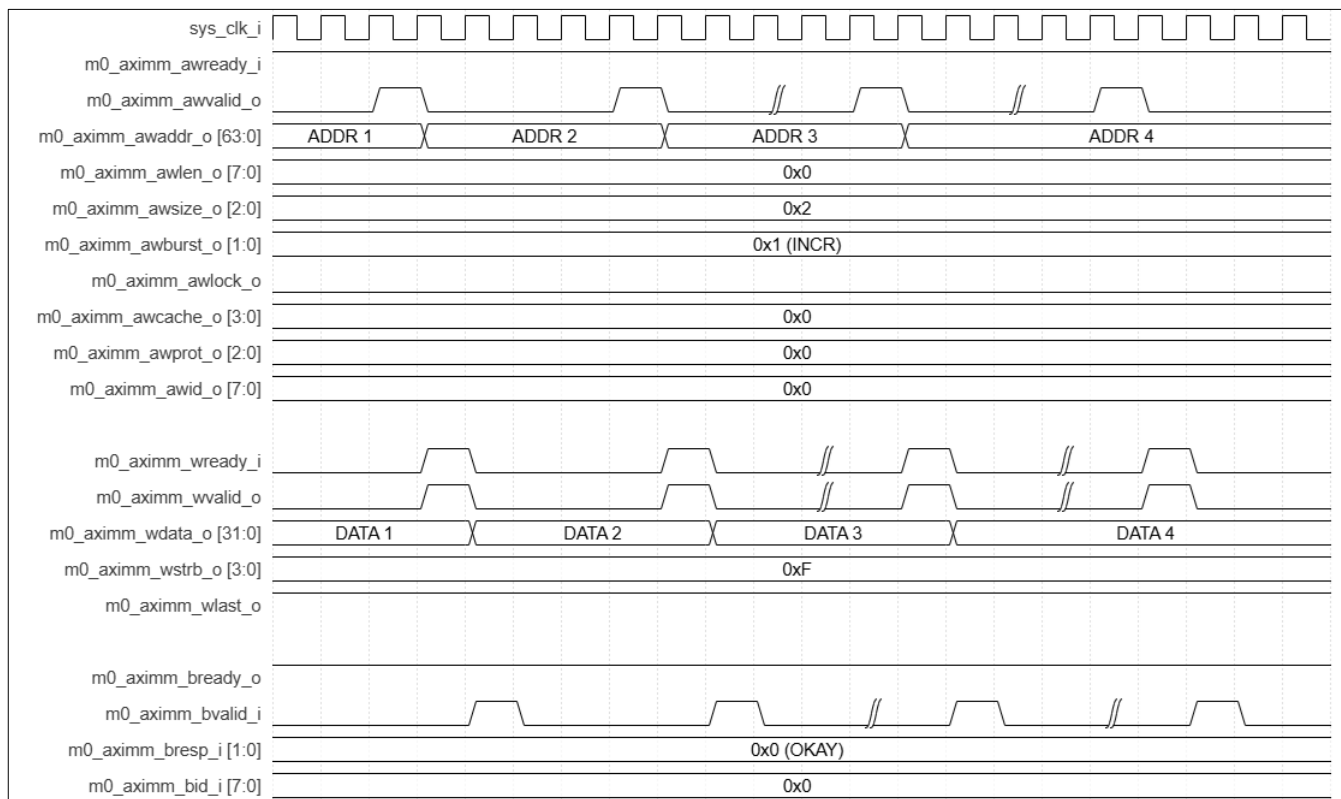 sys_clk_i
m0_aximm_awready_i
m0_aximm_awvalid_o
m0_aximm_awaddr_o [63:0] ADDR 1 ADDR 2 ADDR 3 ADDR 4
m0_aximm_awlen_o [7:0] 0x0
m0_aximm_awsize_o [2:0] 0x2
m0_aximm_awburst_o [1:0] 0x1 (INCR)
m0_aximm_awlock_o
m0_aximm_awcache_o [3:0] 0x0
m0_aximm_awprot_o [2:0] 0x0
m0_aximm_awid_o [7:0] 0x0
m0_aximm_wready_i
m0_aximm_wvalid_o
m0_aximm_wdata_o [31:0] DATA 1 DATA 2 DATA 3 DATA 4
m0_aximm_wstrb_o [3:0] 0xF
m0_aximm_wlast_o
m0_aximm_bready_o
m0_aximm_bvalid_i
m0_aximm_bresp_i [1:0] 0x0 (OKAY)
m0_aximm_bid_i [7:0] 0x0